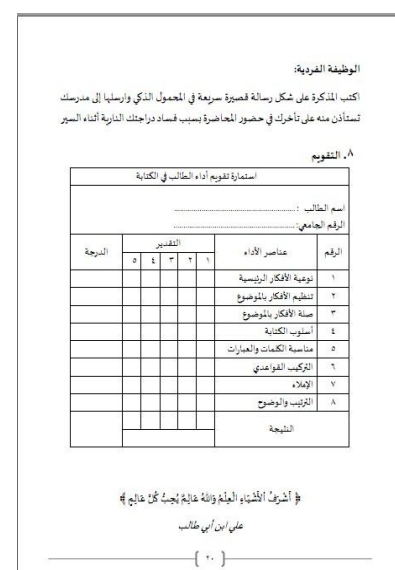 الوظيفة الفردية:
اكتب المذكرة على شكل رسالة قصيرة سريعة في المحمول الذكي وارسلها إلى مدرسك
تستأذن منه على تأخرك في حضور المحاضرة بسبب فساد دراجتك النارية أثناء السير
٨. التقويم
استمارة تقويم أداء الطالب في الكتابة
اسم الطالب :
الرقم الجامعي:
الرقم عناصر الأداء التقدير الدرجة
١ ٢ ٣ ٤ ٥
١ نوعية الأفكار الرئيسية
٢ تنظيم الأفكار بالموضوع
٣ صلة الأفكار بالموضوع
٤ أسلوب الكتابة
٥ مناسبة الكلمات والعبارات
٦ التركيب القواعدي
٧ الإملاء
٨ الترتيب والوضوح
النتيجة
﴿ أَشْرَفُ الأَشْيَاءِ الْعِلْمُ وَاللهُ عَالِمٌ يُحِبُّ كُلَّ عَالِمٍ ﴾
علي ابن أبي طالب
٢٠